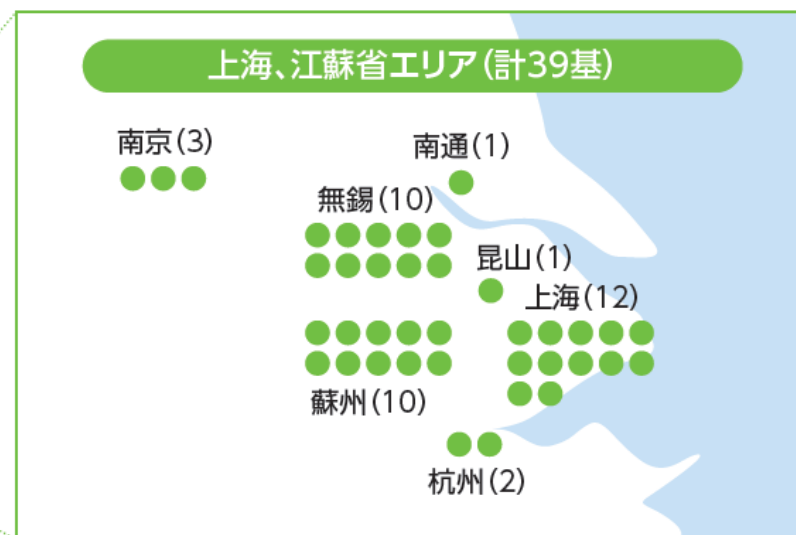 上海、江蘇省エリア（計39基）
南京（3）
南通（1）
無錫（10）
昆山（1）
上海（12）
蘇州（10）
杭州（2）